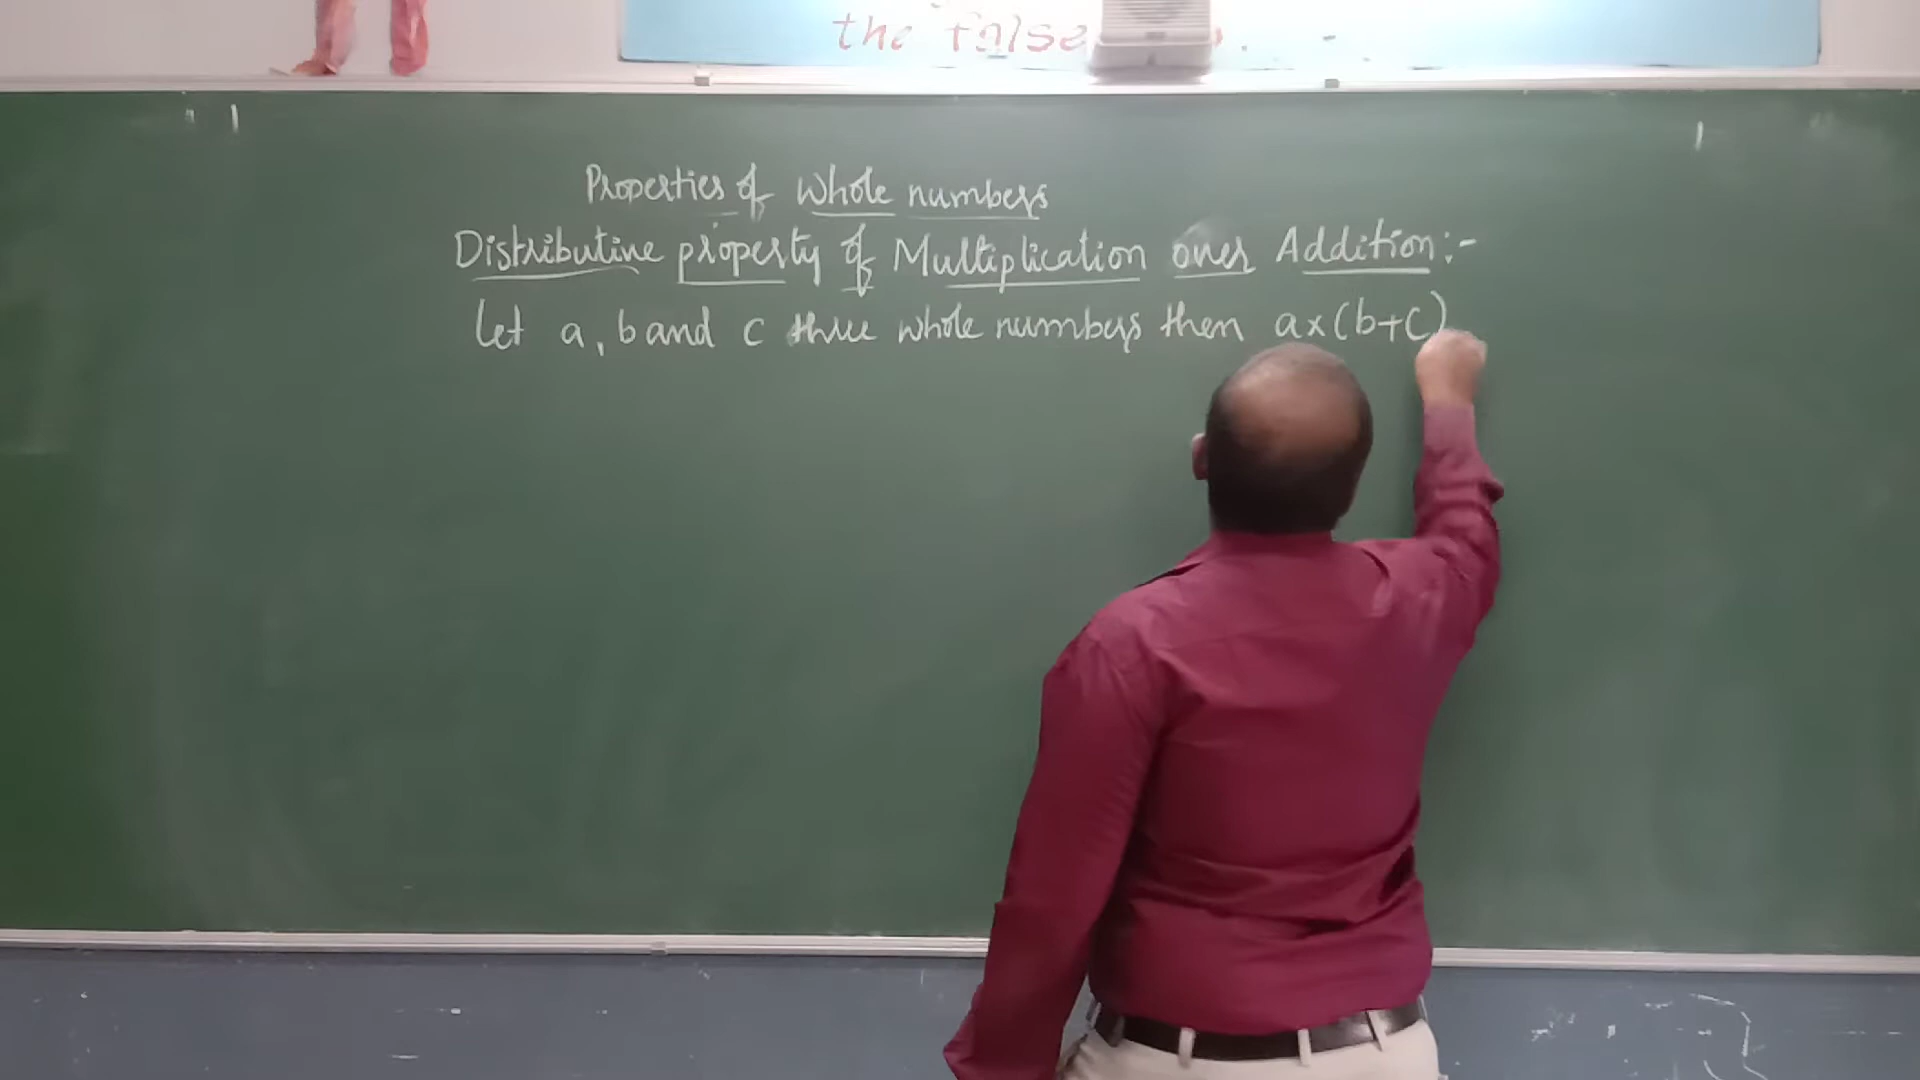 the false
Properties of Whole numbers
Distributive property of Multiplication over Addition:-
let a, b and c three whole numbers then a×(b+c)